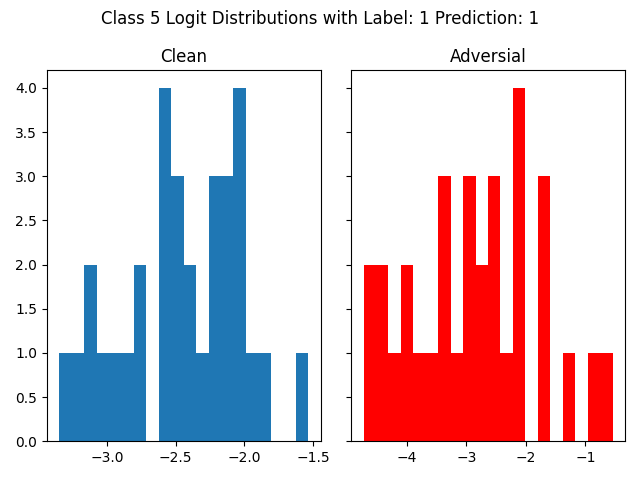 Class 5 Logit Distributions with Label: 1 Prediction: 1
Clean
Adversial
4.0
3.5
3.0
2.5
2.0
1.5
1.0
0.5
0.0
−3.0 −2.5 −2.0 −1.5
−4 −3 −2 −1